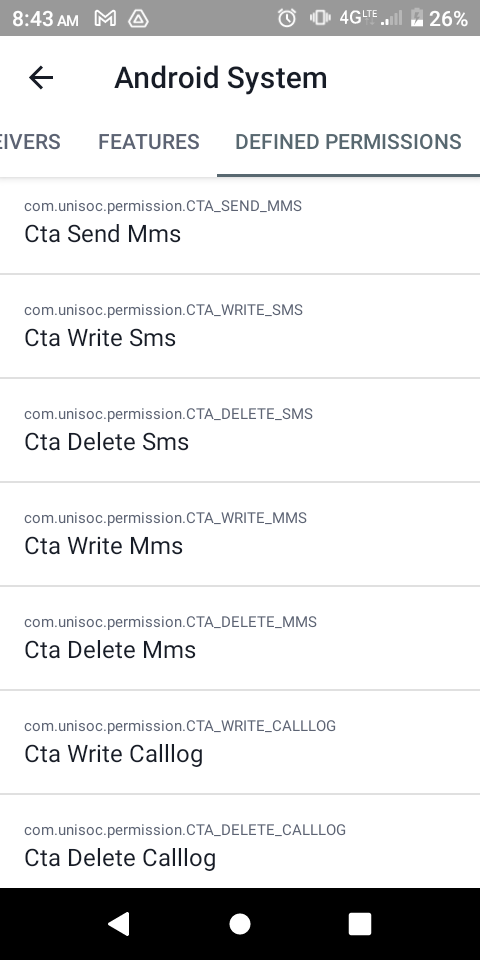 8:43 AM 4G LTE 26%
Android System
EIVERS FEATURES DEFINED PERMISSIONS
com.unisoc.permission.CTA_SEND_MMS
Cta Send Mms
com.unisoc.permission.CTA_WRITE_SMS
Cta Write Sms
com.unisoc.permission.CTA_DELETE_SMS
Cta Delete Sms
com.unisoc.permission.CTA_WRITE_MMS
Cta Write Mms
com.unisoc.permission.CTA_DELETE_MMS
Cta Delete Mms
com.unisoc.permission.CTA_WRITE_CALLLOG
Cta Write Calllog
com.unisoc.permission.CTA_DELETE_CALLLOG
Cta Delete Calllog